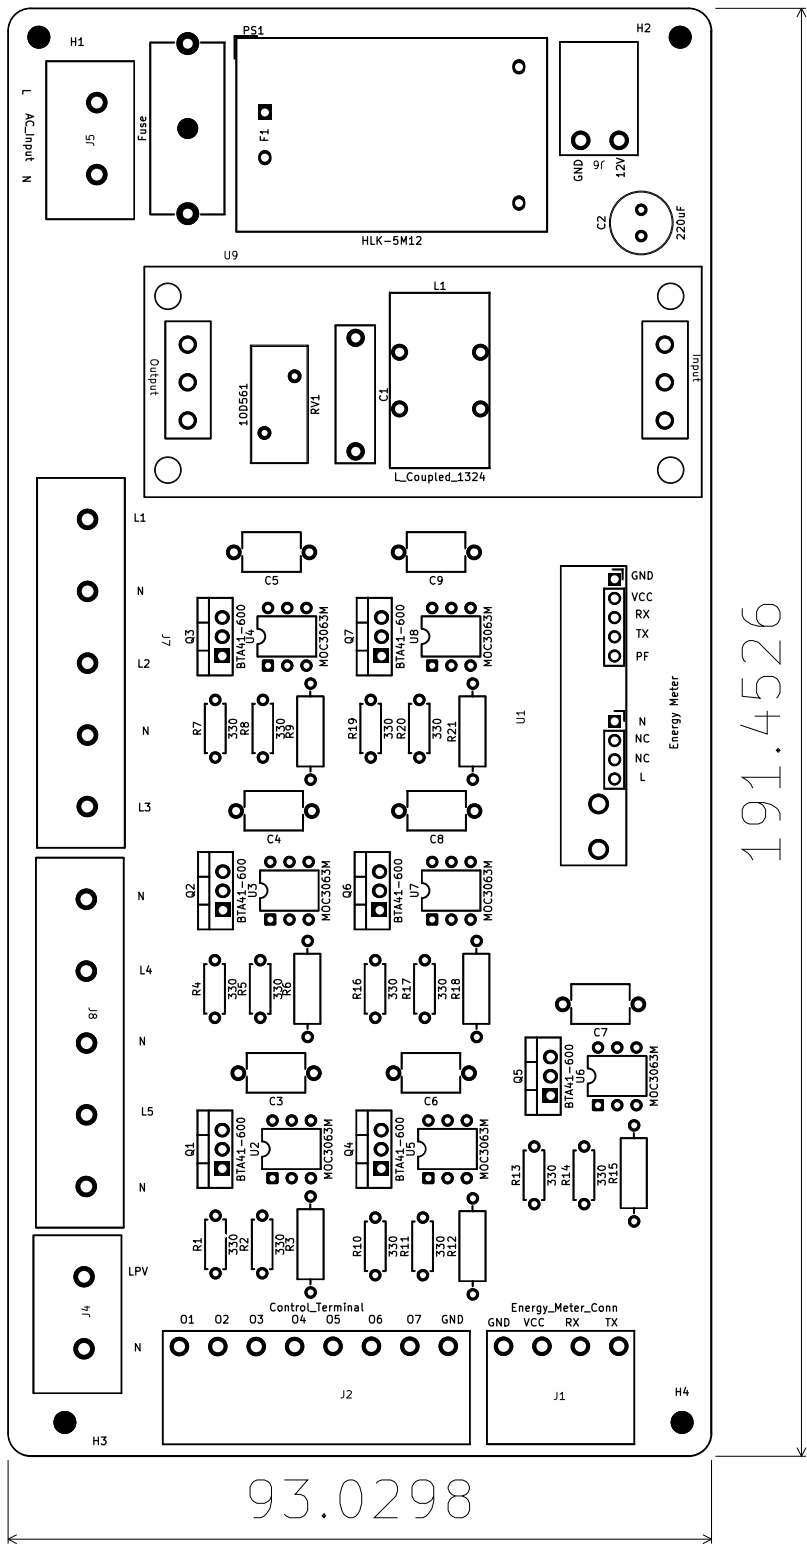 PS1
H1
H2
L
AC_Input
N
J5
Fuse
F1
HLK-5M12
GND
J6
12V
C2
220uF
U9
L1
Output
10D561
RV1
C1
L_Coupled_1324
Input
L1
N
L2
N
L3
J7
C5
C9
Q3
BTA41-600
U4
MOC3063M
Q7
BTA41-600
U8
MOC3063M
R7
330
R8
330
R9
R19
330
R20
330
R21
GND
VCC
RX
TX
PF
U1
Energy Meter
N
NC
NC
L
C4
C8
Q2
BTA41-600
U3
MOC3063M
Q6
BTA41-600
U7
MOC3063M
N
L4
N
L5
N
J8
R4
330
R5
330
R6
R16
330
R17
330
R18
C3
C6
C7
Q1
BTA41-600
U2
MOC3063M
Q4
BTA41-600
U5
MOC3063M
Q5
BTA41-600
U6
MOC3063M
R13
330
R14
330
R15
R1
330
R2
330
R3
R10
330
R11
330
R12
LPV
J4
N
Control_Terminal
O1 O2 O3 O4 O5 O6 O7 GND
J2
Energy_Meter_Conn
GND VCC RX TX
J1
H3
H4
93.0298
191.4526